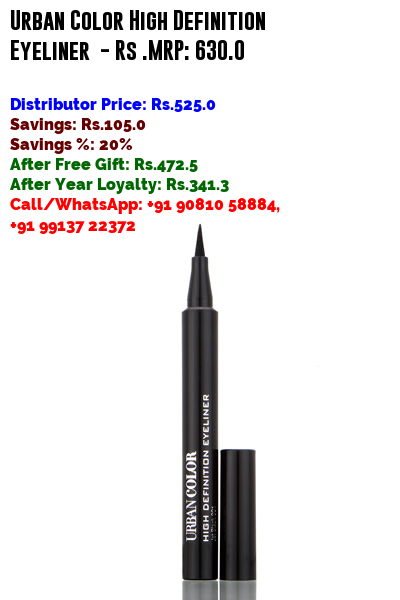 Urban Color High Definition
Eyeliner - Rs .MRP: 630.0
Distributor Price: Rs.525.0
Savings: Rs.105.0
Savings %: 20%
After Free Gift: Rs.472.5
After Year Loyalty: Rs.341.3
Call/WhatsApp: +91 90810 58884,
+91 99137 22372
URBAN COLOR
HIGH DEFINITION EYELINER